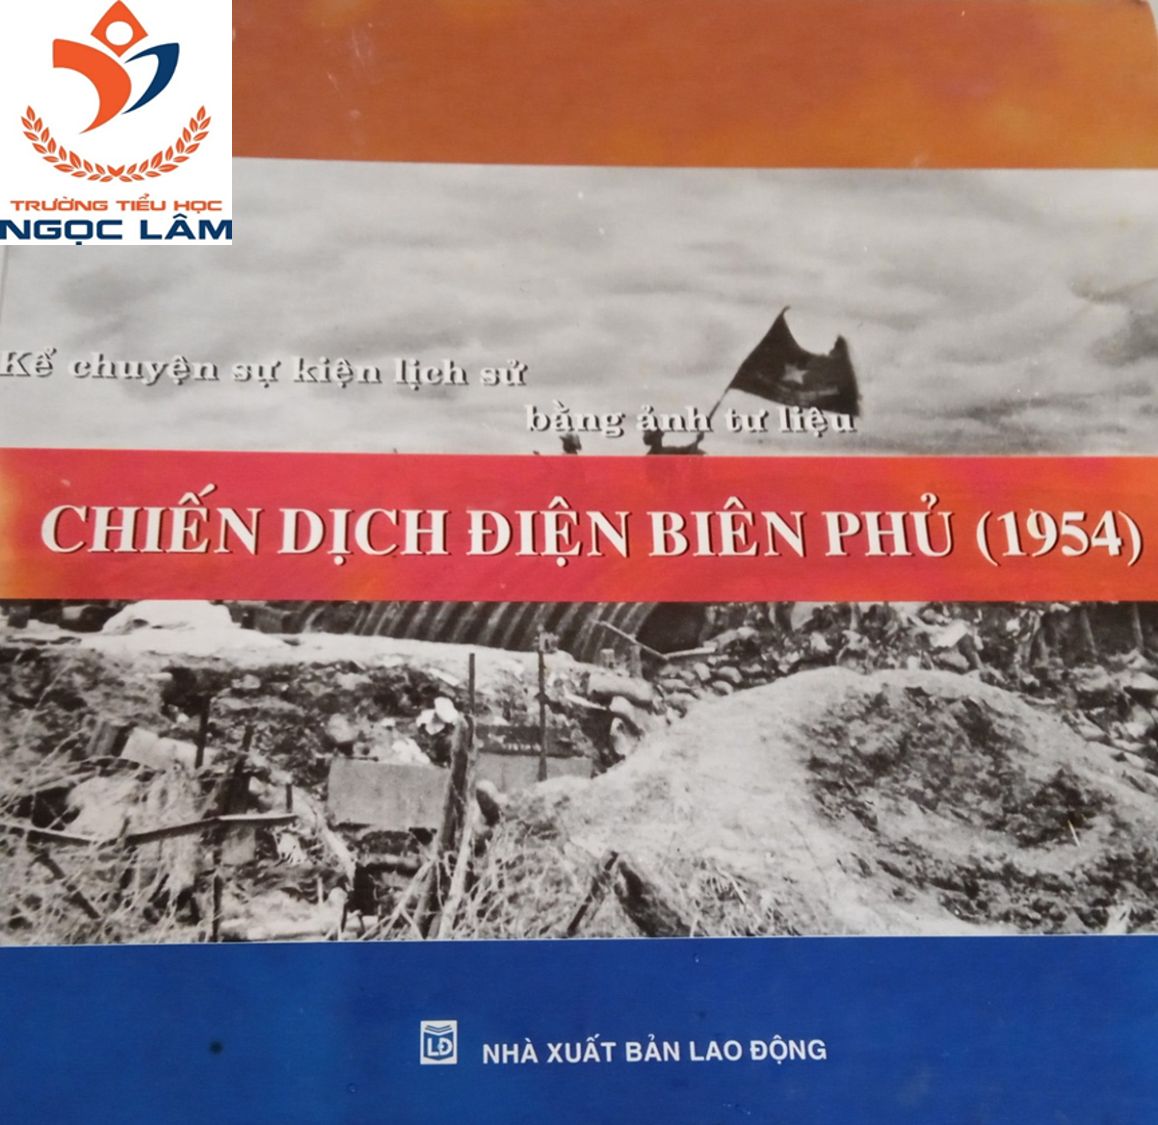 TRƯỜNG TIỂU HỌC
NGỌC LÂM
Kể chuyện sự kiện lịch sử
bằng ảnh tư liệu
CHIẾN DỊCH ĐIỆN BIÊN PHỦ (1954)
LĐ
NHÀ XUẤT BẢN LAO ĐỘNG